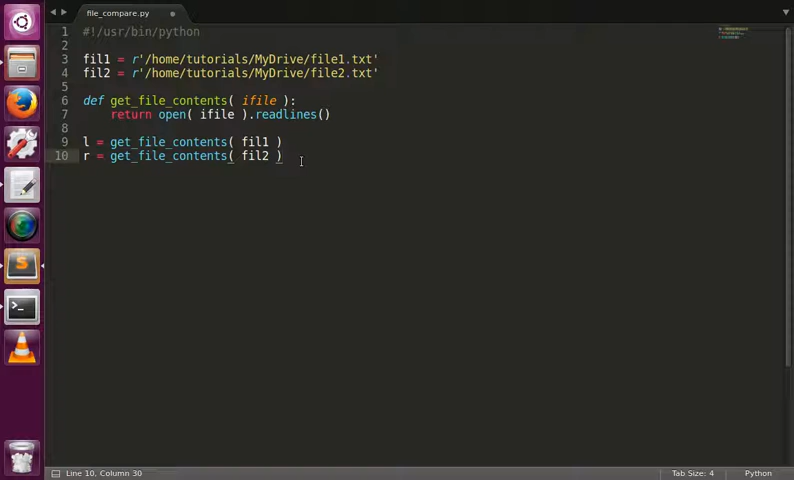 file_compare.py
1 #!/usr/bin/python
2
3 fil1 = r'/home/tutorials/MyDrive/file1.txt'
4 fil2 = r'/home/tutorials/MyDrive/file2.txt'
5
6 def get_file_contents( ifile ):
7     return open( ifile ).readlines()
8
9 l = get_file_contents( fil1 )
10 r = get_file_contents( fil2 )
Line 10, Column 30 Tab Size: 4 Python